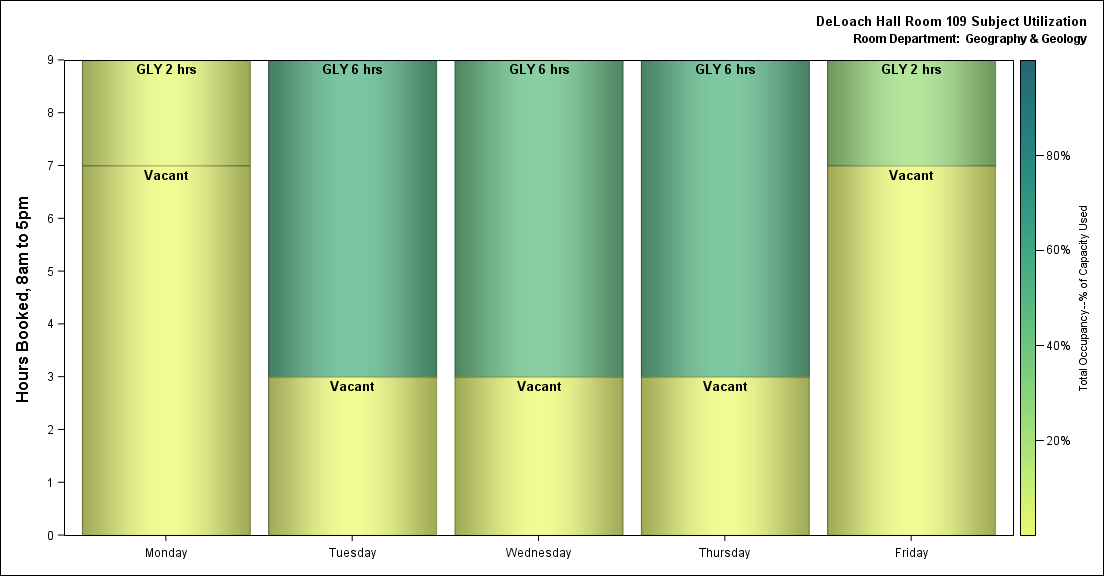 DeLoach Hall Room 109 Subject Utilization
Room Department: Geography & Geology
Hours Booked, 8am to 5pm
9
8
7
6
5
4
3
2
1
0
GLY 2 hrs
Vacant
GLY 6 hrs
Vacant
GLY 6 hrs
Vacant
GLY 6 hrs
Vacant
GLY 2 hrs
Vacant
Monday
Tuesday
Wednesday
Thursday
Friday
80%
60%
40%
20%
Total Occupancy--% of Capacity Used